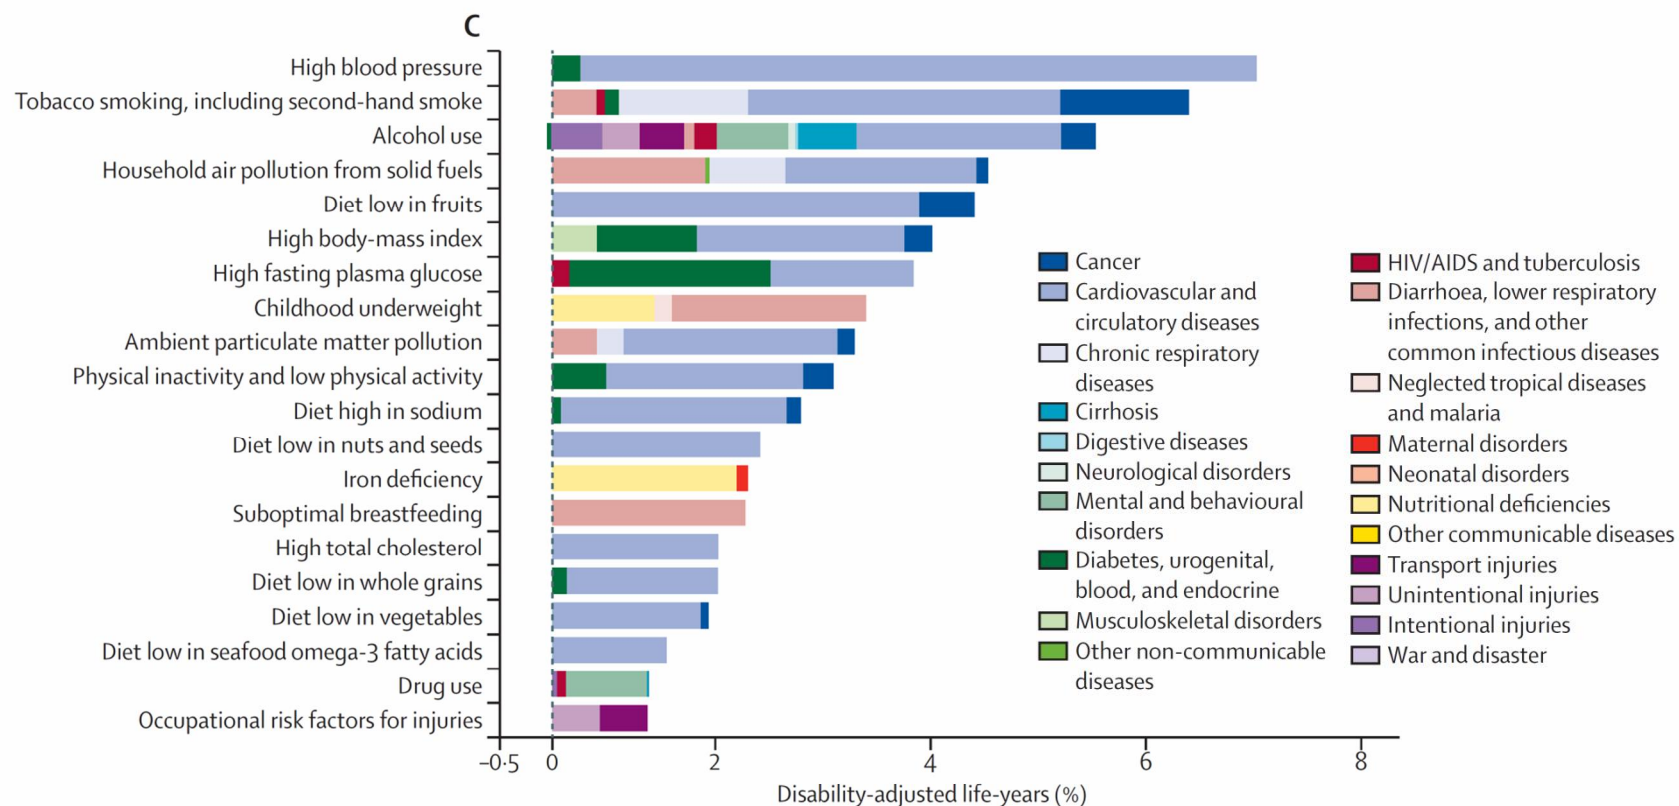 C
High blood pressure
Tobacco smoking, including second-hand smoke
Alcohol use
Household air pollution from solid fuels
Diet low in fruits
High body-mass index
High fasting plasma glucose
Childhood underweight
Ambient particulate matter pollution
Physical inactivity and low physical activity
Diet high in sodium
Diet low in nuts and seeds
Iron deficiency
Suboptimal breastfeeding
High total cholesterol
Diet low in whole grains
Diet low in vegetables
Diet low in seafood omega-3 fatty acids
Drug use
Occupational risk factors for injuries
Cancer
Cardiovascular and
circulatory diseases
Chronic respiratory
diseases
Cirrhosis
Digestive diseases
Neurological disorders
Mental and behavioural
disorders
Diabetes, urogenital,
blood, and endocrine
Musculoskeletal disorders
Other non-communicable
diseases
HIV/AIDS and tuberculosis
Diarrhoea, lower respiratory
infections, and other
common infectious diseases
Neglected tropical diseases
and malaria
Maternal disorders
Neonatal disorders
Nutritional deficiencies
Other communicable diseases
Transport injuries
Unintentional injuries
Intentional injuries
War and disaster
–0·5 0 2 4 6 8
Disability-adjusted life-years (%)